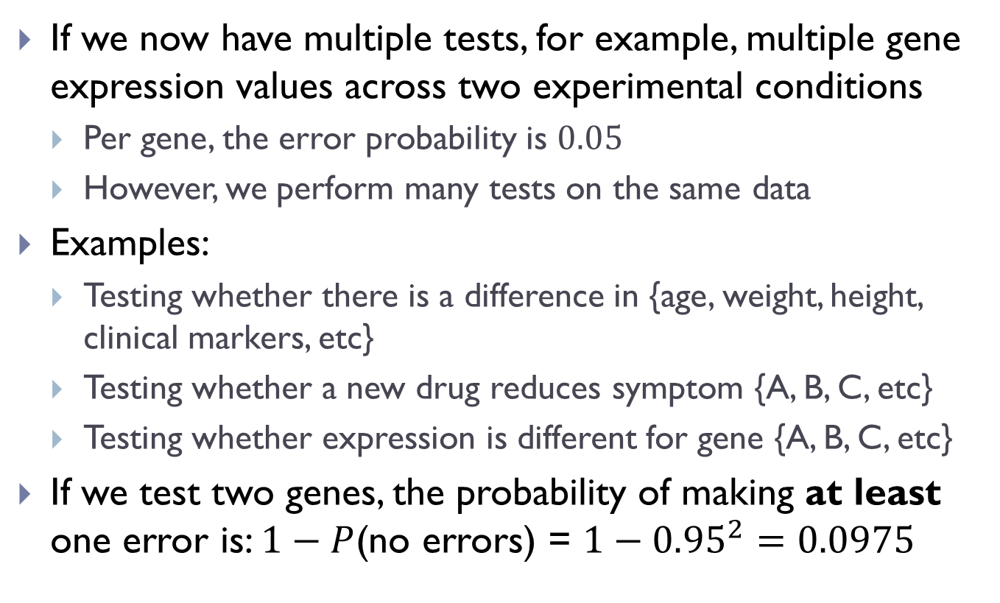 If we now have multiple tests, for example, multiple gene
expression values across two experimental conditions
Per gene, the error probability is 0.05
However, we perform many tests on the same data
Examples:
Testing whether there is a difference in {age, weight, height,
clinical markers, etc}
Testing whether a new drug reduces symptom {A, B, C, etc}
Testing whether expression is different for gene {A, B, C, etc}
If we test two genes, the probability of making at least
one error is: 1 − P(no errors) = 1 − 0.95² = 0.0975